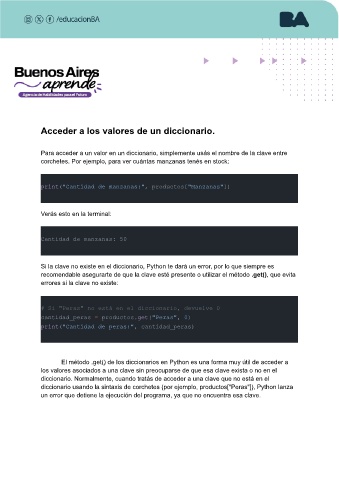 /educacionBA
BA
Buenos Aires
aprende
Agencia de Habilidades para el Futuro
Acceder a los valores de un diccionario.
Para acceder a un valor en un diccionario, simplemente usás el nombre de la clave entre
corchetes. Por ejemplo, para ver cuántas manzanas tenés en stock:
print("Cantidad de manzanas:", productos["Manzanas"])
Verás esto en la terminal:
Cantidad de manzanas: 50
Si la clave no existe en el diccionario, Python te dará un error, por lo que siempre es
recomendable asegurarte de que la clave esté presente o utilizar el método .get(), que evita
errores si la clave no existe:
# Si "Peras" no está en el diccionario, devuelve 0
cantidad_peras = productos.get("Peras", 0)
print("Cantidad de peras:", cantidad_peras)
El método .get() de los diccionarios en Python es una forma muy útil de acceder a
los valores asociados a una clave sin preocuparse de que esa clave exista o no en el
diccionario. Normalmente, cuando tratás de acceder a una clave que no está en el
diccionario usando la sintaxis de corchetes (por ejemplo, productos["Peras"]), Python lanza
un error que detiene la ejecución del programa, ya que no encuentra esa clave.